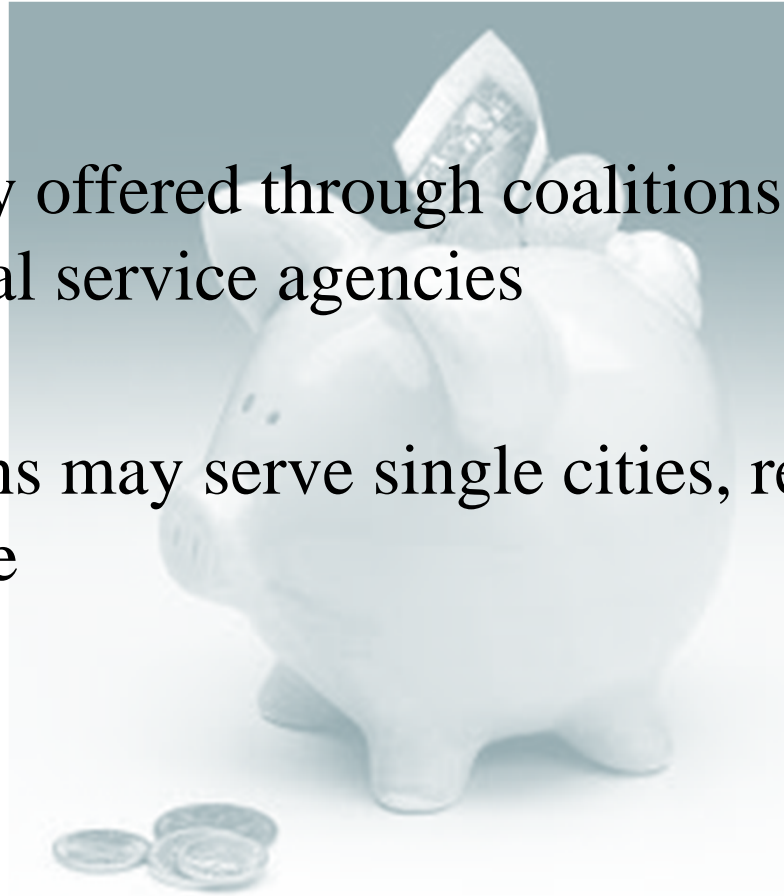 y offered through coalitions
al service agencies
ns may serve single cities, re
e